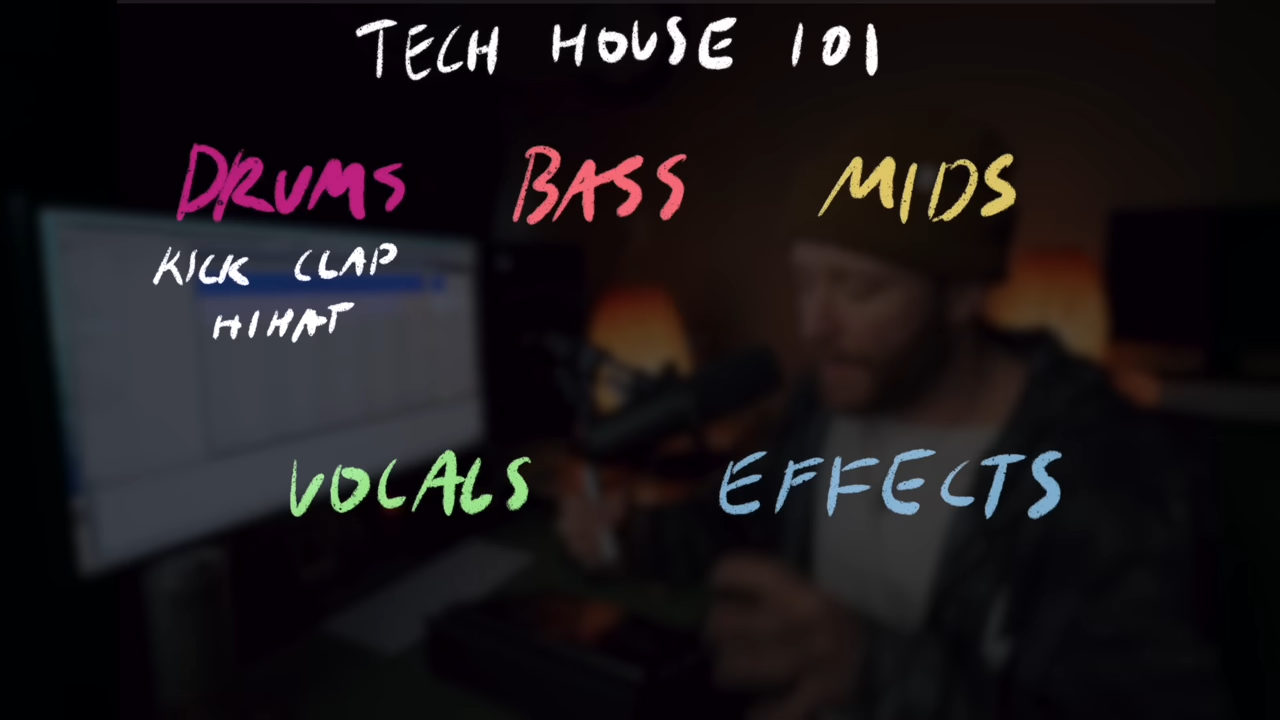 TECH HOUSE 101
DRUMS BASS MIDS
KICK CLAP
HIHAT
VOCALS EFFECTS